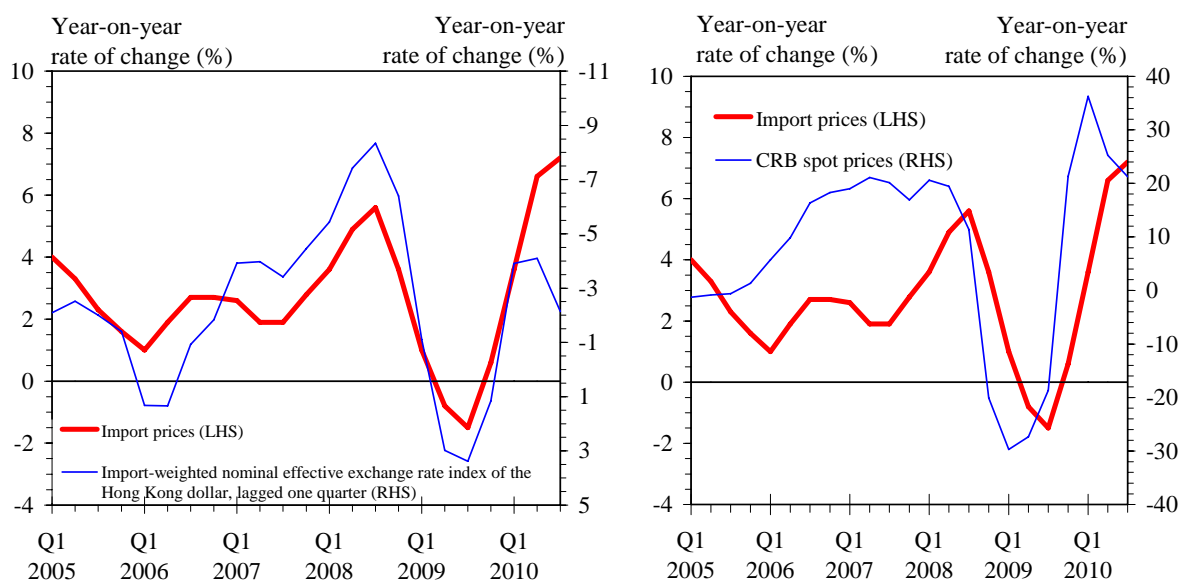 Year-on-year
rate of change (%)
Year-on-year
rate of change (%)
10
8
6
4
2
0
-2
-4
-11
-9
-7
-5
-3
-1
1
3
5
Import prices (LHS)
Import-weighted nominal effective exchange rate index of the
Hong Kong dollar, lagged one quarter (RHS)
Q1 Q1 Q1 Q1 Q1 Q1
2005 2006 2007 2008 2009 2010
Year-on-year
rate of change (%)
Year-on-year
rate of change (%)
10
8
6
4
2
0
-2
-4
40
30
20
10
0
-10
-20
-30
-40
Import prices (LHS)
CRB spot prices (RHS)
Q1 Q1 Q1 Q1 Q1 Q1
2005 2006 2007 2008 2009 2010